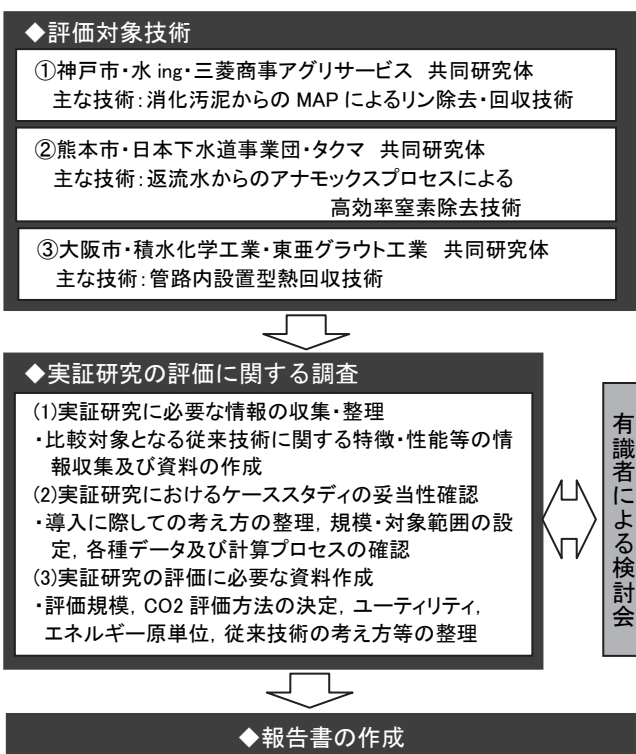 ◆評価対象技術
①神戸市・水 ing・三菱商事アグリサービス 共同研究体
主な技術：消化汚泥からの MAP によるリン除去・回収技術
②熊本市・日本下水道事業団・タクマ 共同研究体
主な技術：返流水からのアナモックスプロセスによる
高効率窒素除去技術
③大阪市・積水化学工業・東亜グラウト工業 共同研究体
主な技術：管路内設置型熱回収技術
◆実証研究の評価に関する調査
(1)実証研究に必要な情報の収集・整理
・比較対象となる従来技術に関する特徴・性能等の情
報収集及び資料の作成
(2)実証研究におけるケーススタディの妥当性確認
・導入に際しての考え方の整理，規模・対象範囲の設
定，各種データ及び計算プロセスの確認
(3)実証研究の評価に必要な資料作成
・評価規模，CO2 評価方法の決定，ユーティリティ，
エネルギー原単位，従来技術の考え方等の整理
有識者による検討会
◆報告書の作成